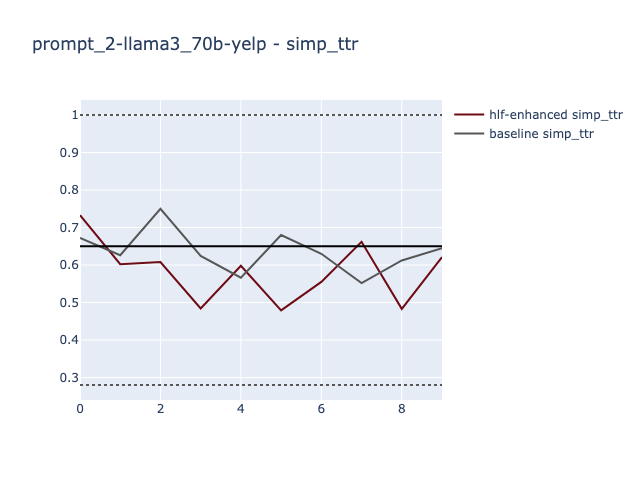 prompt_2-llama3_70b-yelp - simp_ttr
hlf-enhanced simp_ttr
baseline simp_ttr
1
0.9
0.8
0.7
0.6
0.5
0.4
0.3
0 2 4 6 8